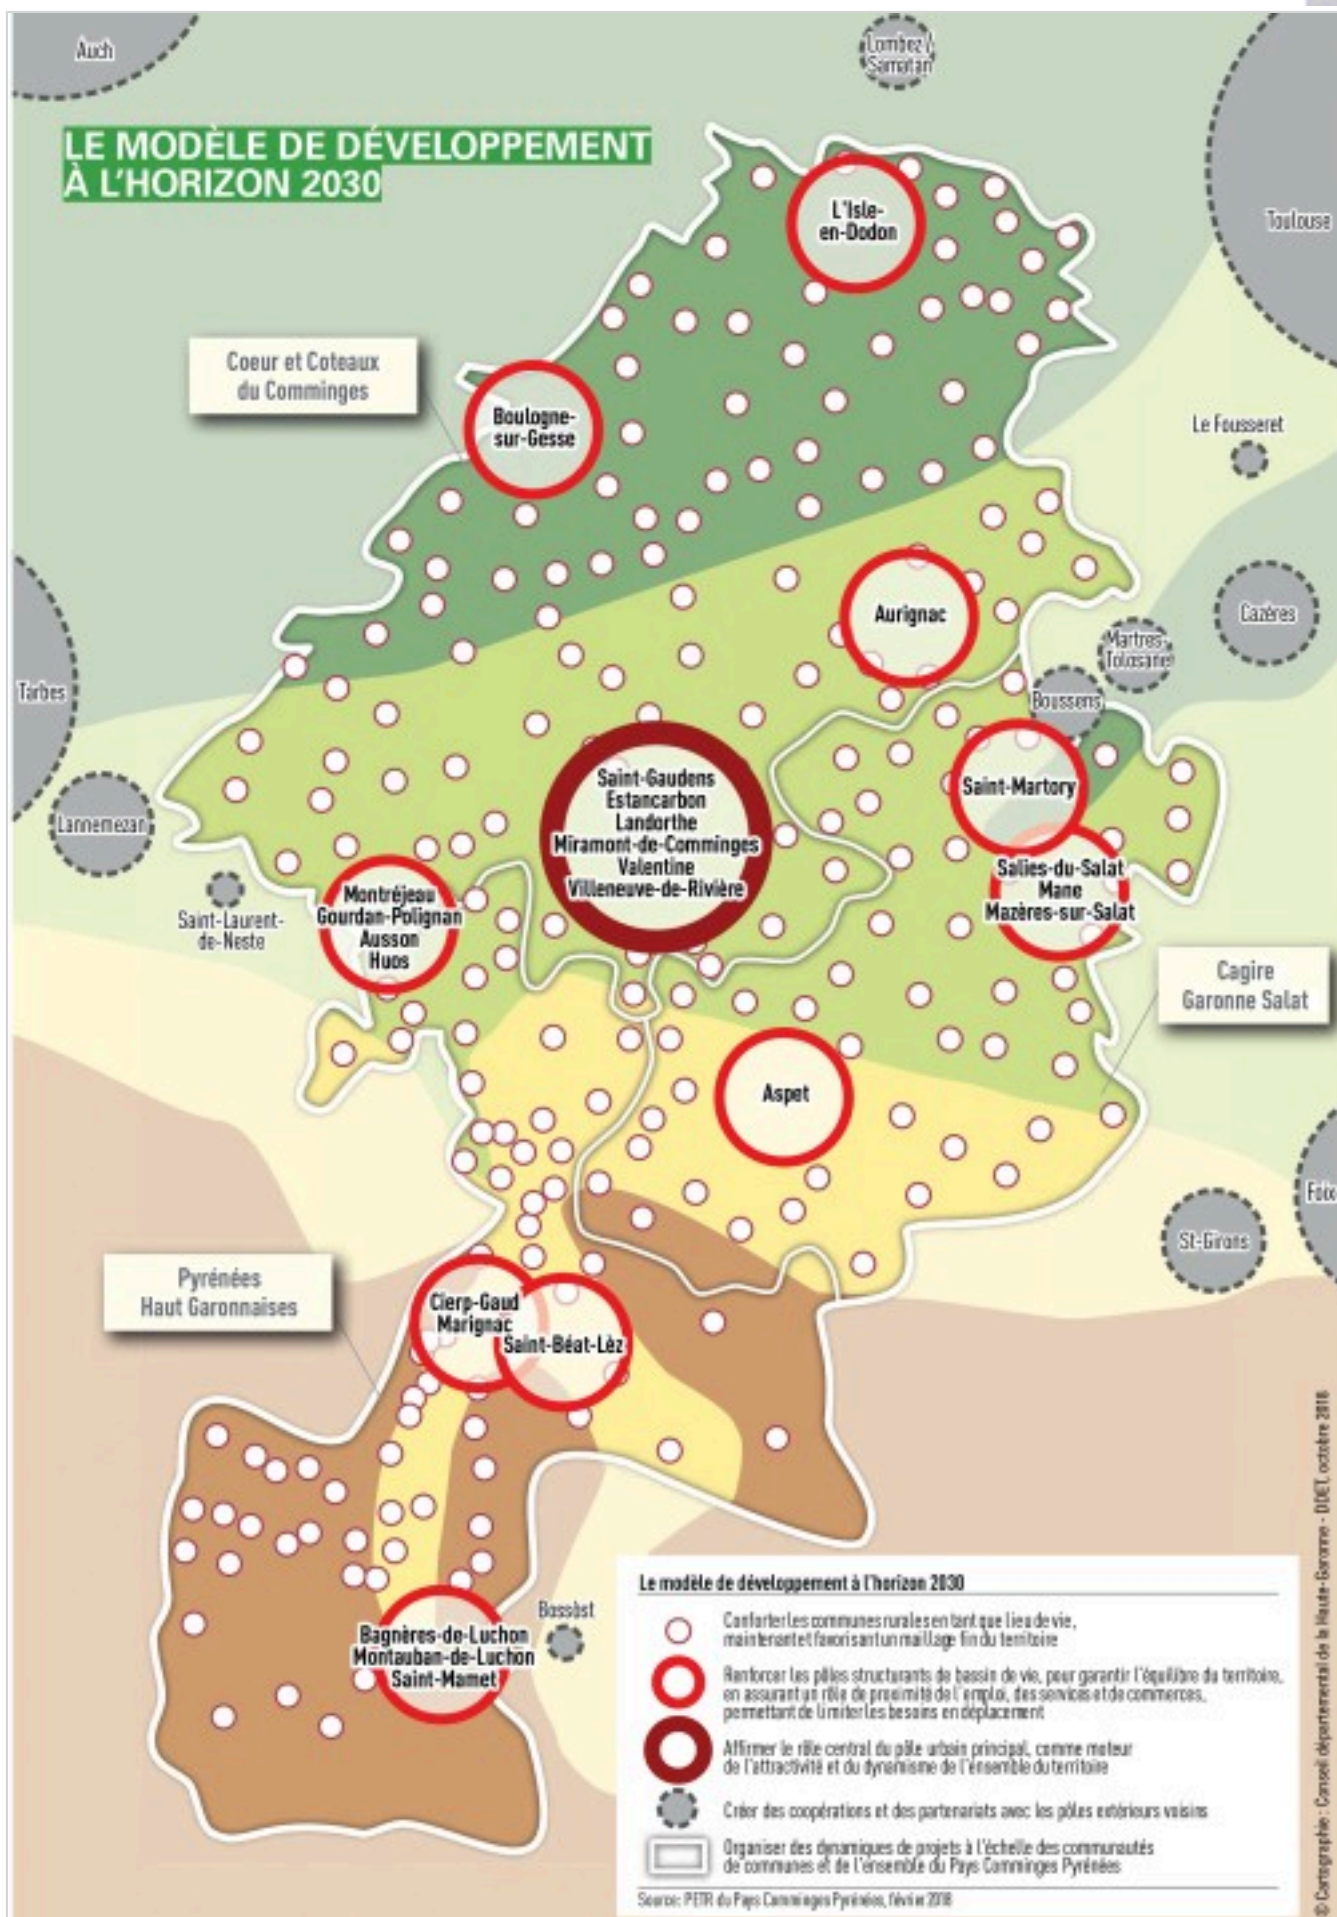 Auch
Lombez /
Samatan
LE MODÈLE DE DÉVELOPPEMENT
À L'HORIZON 2030
L'Isle-
en-Dodon
Toulouse
Coeur et Coteaux
du Comminges
Boulogne-
sur-Gesse
Le Fousseret
Aurignac
Cazères
Martres-
Tolosane
Tarbes
Boussens
Saint-Gaudens
Estancarbon
Landorthe
Miramont-de-Comminges
Valentine
Villeneuve-de-Rivière
Saint-Martory
Lannemezan
Salies-du-Salat
Mane
Mazères-sur-Salat
Montréjeau
Gourdan-Polignan
Ausson
Huos
Saint-Laurent-
de-Neste
Cagire
Garonne Salat
Aspet
Foix
St-Girons
Pyrénées
Haut Garonnaises
Cierp-Gaud
Marignac
Saint-Béat-Lèz
Bossòst
Bagnères-de-Luchon
Montauban-de-Luchon
Saint-Mamet
Le modèle de développement à l'horizon 2030
Conforter les communes rurales en tant que lieu de vie,
maintenant et favorisant un maillage fin du territoire
Renforcer les pôles structurants de bassin de vie, pour garantir l'équilibre du territoire,
en assurant un rôle de proximité de l'emploi, des services et de commerces,
permettant de limiter les besoins en déplacement
Affirmer le rôle central du pôle urbain principal, comme moteur
de l'attractivité et du dynamisme de l'ensemble du territoire
Créer des coopérations et des partenariats avec les pôles extérieurs voisins
Organiser des dynamiques de projets à l'échelle des communautés
de communes et de l'ensemble du Pays Comminges Pyrénées
Source: PETR du Pays Comminges Pyrénées, février 2018
© Cartographie : Conseil départemental de la Haute-Garonne - DDET, octobre 2018